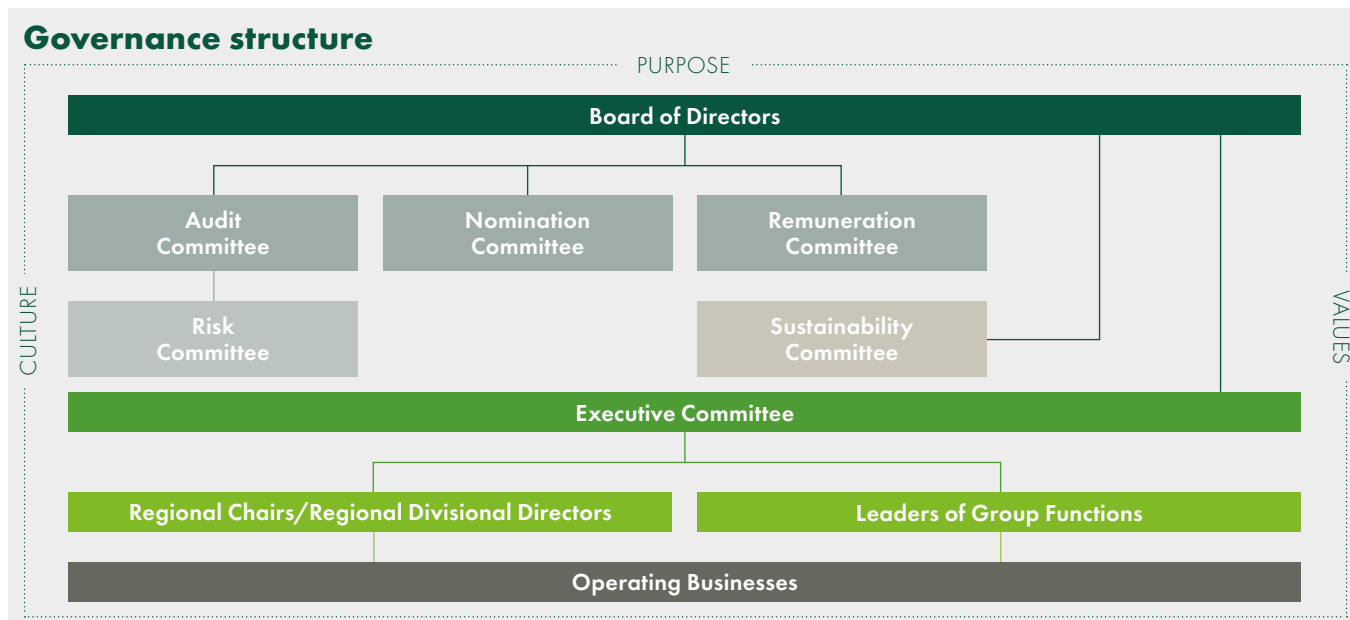 Governance structure
PURPOSE
Board of Directors
Audit
Committee
Nomination
Committee
Remuneration
Committee
Risk
Committee
Sustainability
Committee
CULTURE
VALUES
Executive Committee
Regional Chairs/Regional Divisional Directors
Leaders of Group Functions
Operating Businesses